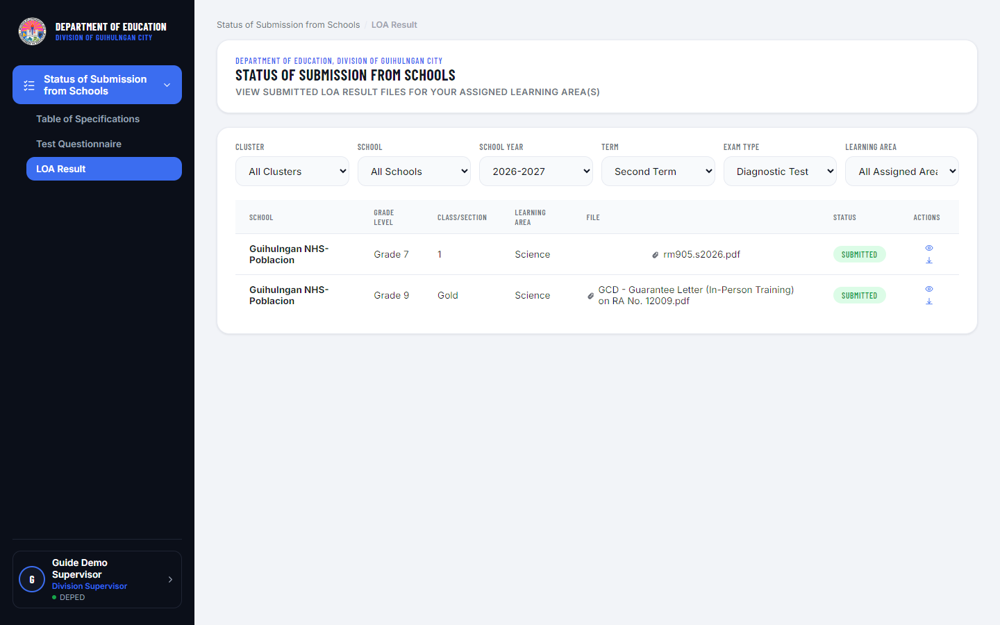 DEPARTMENT OF EDUCATION
DIVISION OF GUIHULNGAN CITY
Status of Submission
from Schools
Table of Specifications
Test Questionnaire
LOA Result
Guide Demo
Supervisor
Division Supervisor
DEPED
G
Status of Submission from Schools / LOA Result
DEPARTMENT OF EDUCATION, DIVISION OF GUIHULNGAN CITY
STATUS OF SUBMISSION FROM SCHOOLS
VIEW SUBMITTED LOA RESULT FILES FOR YOUR ASSIGNED LEARNING AREA(S)
CLUSTER SCHOOL SCHOOL YEAR TERM EXAM TYPE LEARNING AREA
All Clusters All Schools 2026-2027 Second Term Diagnostic Test All Assigned Area
SCHOOL GRADE LEVEL CLASS/SECTION LEARNING AREA FILE STATUS ACTIONS
Guihulngan NHS-
Poblacion
Grade 7 1 Science rm905.s2026.pdf SUBMITTED
Guihulngan NHS-
Poblacion
Grade 9 Gold Science
GCD - Guarantee Letter (In-Person Training)
on RA No. 12009.pdf
SUBMITTED